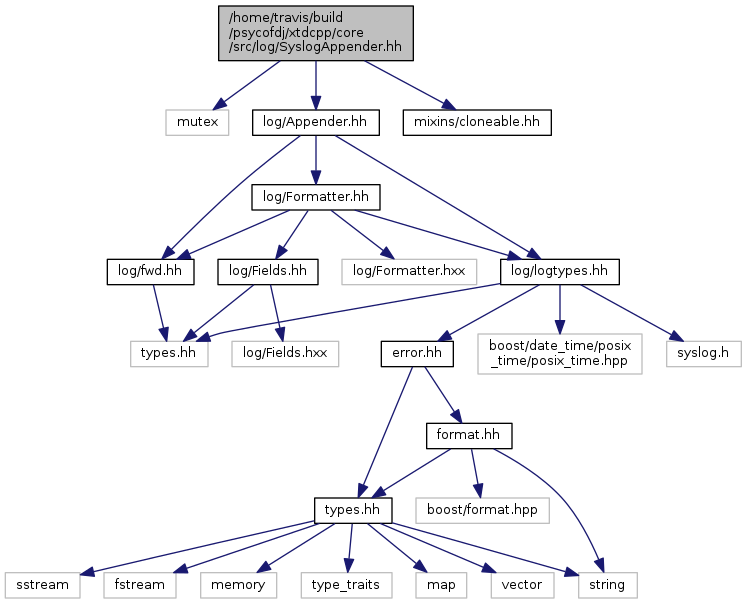 /home/travis/build
/psycofdj/xtdcpp/core
/src/log/SyslogAppender.hh
mutex
log/Appender.hh
mixins/cloneable.hh
log/Formatter.hh
log/fwd.hh
log/Fields.hh
log/Formatter.hxx
log/logtypes.hh
types.hh
log/Fields.hxx
error.hh
boost/date_time/posix
_time/posix_time.hpp
syslog.h
format.hh
types.hh
boost/format.hpp
sstream
fstream
memory
type_traits
map
vector
string